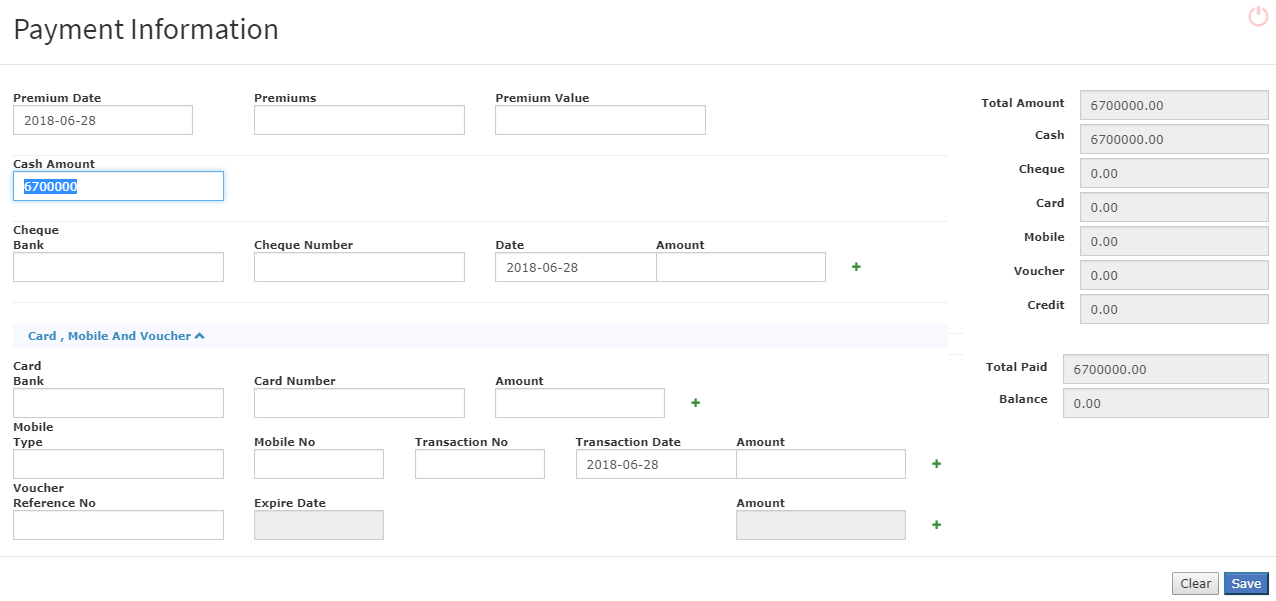 Payment Information
Premium Date Premiums Premium Value
2018-06-28
Cash Amount
6700000
Cheque
Bank Cheque Number Date Amount
2018-06-28
Card , Mobile And Voucher
Card
Bank Card Number Amount
Mobile
Type Mobile No Transaction No Transaction Date Amount
2018-06-28
Voucher
Reference No Expire Date Amount
Total Amount 6700000.00
Cash 6700000.00
Cheque 0.00
Card 0.00
Mobile 0.00
Voucher 0.00
Credit 0.00
Total Paid 6700000.00
Balance 0.00
Clear Save